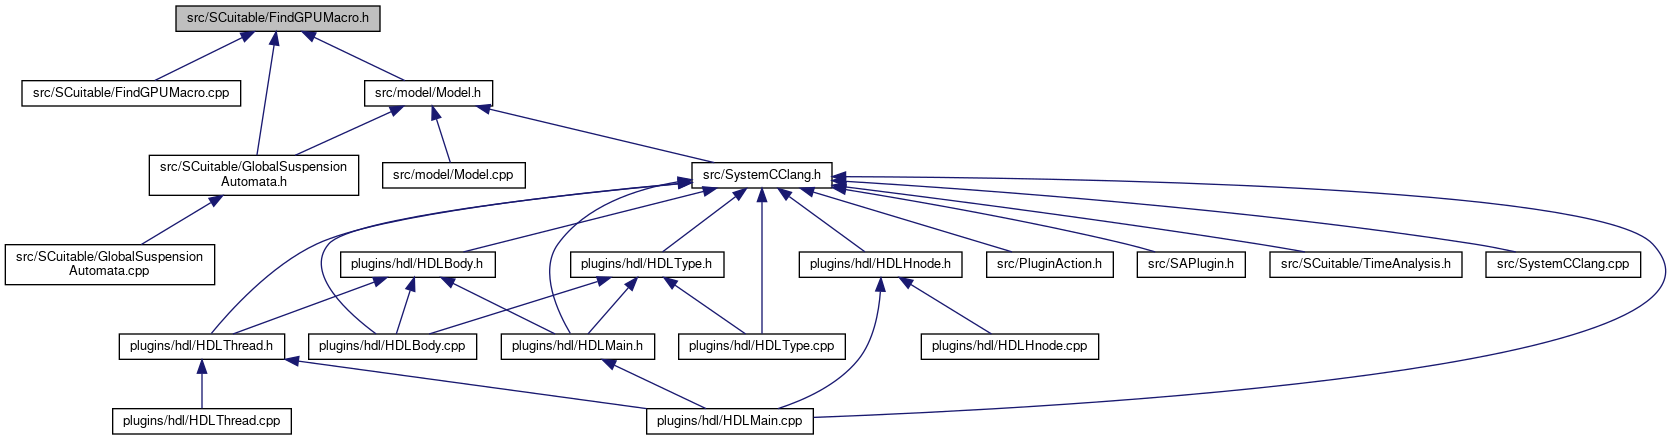 src/SCuitable/FindGPUMacro.h
src/SCuitable/FindGPUMacro.cpp
src/model/Model.h
src/SCuitable/GlobalSuspension
Automata.h
src/model/Model.cpp
src/SystemCClang.h
src/SCuitable/GlobalSuspension
Automata.cpp
plugins/hdl/HDLBody.h
plugins/hdl/HDLType.h
plugins/hdl/HDLHnode.h
src/PluginAction.h
src/SAPlugin.h
src/SCuitable/TimeAnalysis.h
src/SystemCClang.cpp
plugins/hdl/HDLThread.h
plugins/hdl/HDLBody.cpp
plugins/hdl/HDLMain.h
plugins/hdl/HDLType.cpp
plugins/hdl/HDLHnode.cpp
plugins/hdl/HDLThread.cpp
plugins/hdl/HDLMain.cpp